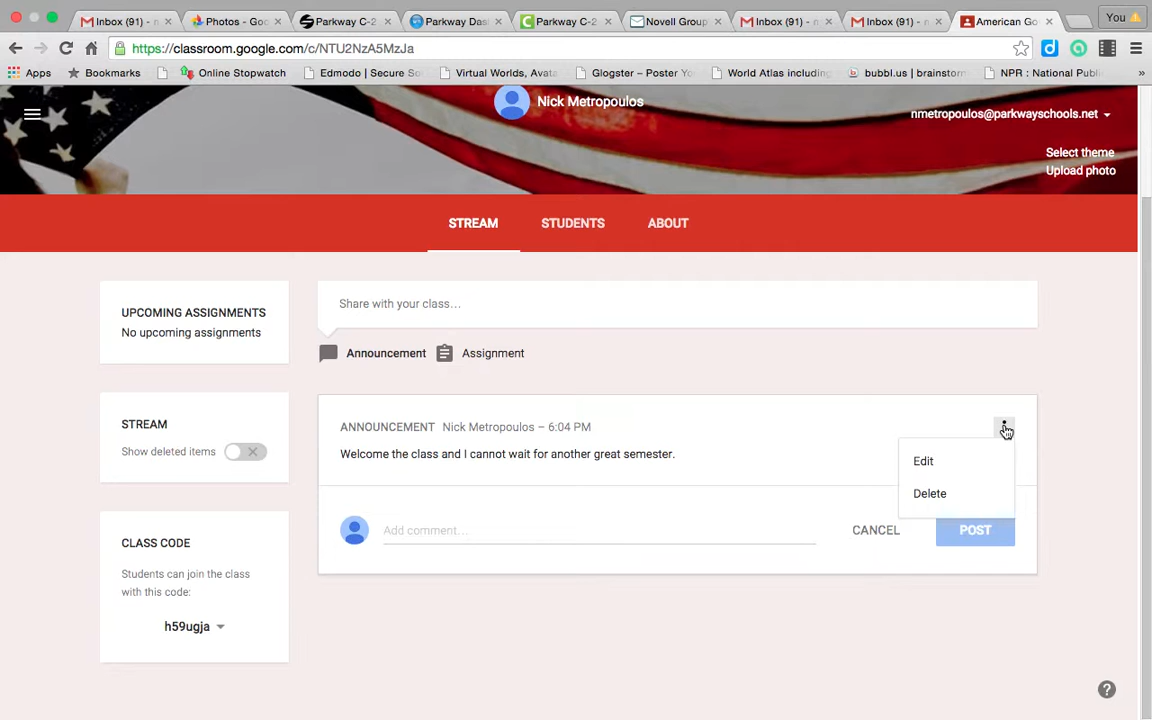 Inbox (91) - n
Photos - Goo
Parkway C-2
Parkway Das
Parkway C-2
Novell Group
Inbox (91) - n
Inbox (91) - n
American Go
You
https://classroom.google.com/c/NTU2NzA5MzJa
Apps
Bookmarks
Online Stopwatch
Edmodo | Secure So
Virtual Worlds, Avata
Glogster – Poster Yo
World Atlas including
bubbl.us | brainstorm
NPR : National Publi
»
Nick Metropoulos
nmetropoulos@parkwayschools.net
Select theme
Upload photo
STREAM
STUDENTS
ABOUT
UPCOMING ASSIGNMENTS
No upcoming assignments
Share with your class…
Announcement
Assignment
STREAM
Show deleted items
ANNOUNCEMENT Nick Metropoulos – 6:04 PM
Welcome the class and I cannot wait for another great semester.
Edit
Delete
Add comment…
CANCEL
POST
CLASS CODE
Students can join the class
with this code:
h59ugja
?